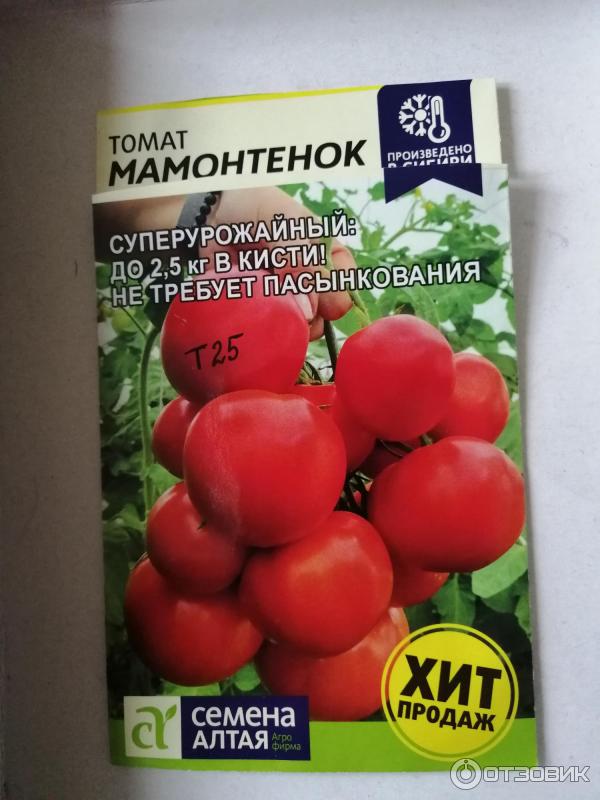 ТОМАТ
МАМОНТЕНОК
ПРОИЗВЕДЕНО
В СИБИРИ
СУПЕРУРОЖАЙНЫЙ:
ДО 2,5 кг В КИСТИ!
НЕ ТРЕБУЕТ ПАСЫНКОВАНИЯ
Т25
ХИТ
ПРОДАЖ
семена
АЛТАЯ
Агро
фирма
ОТЗОВИК